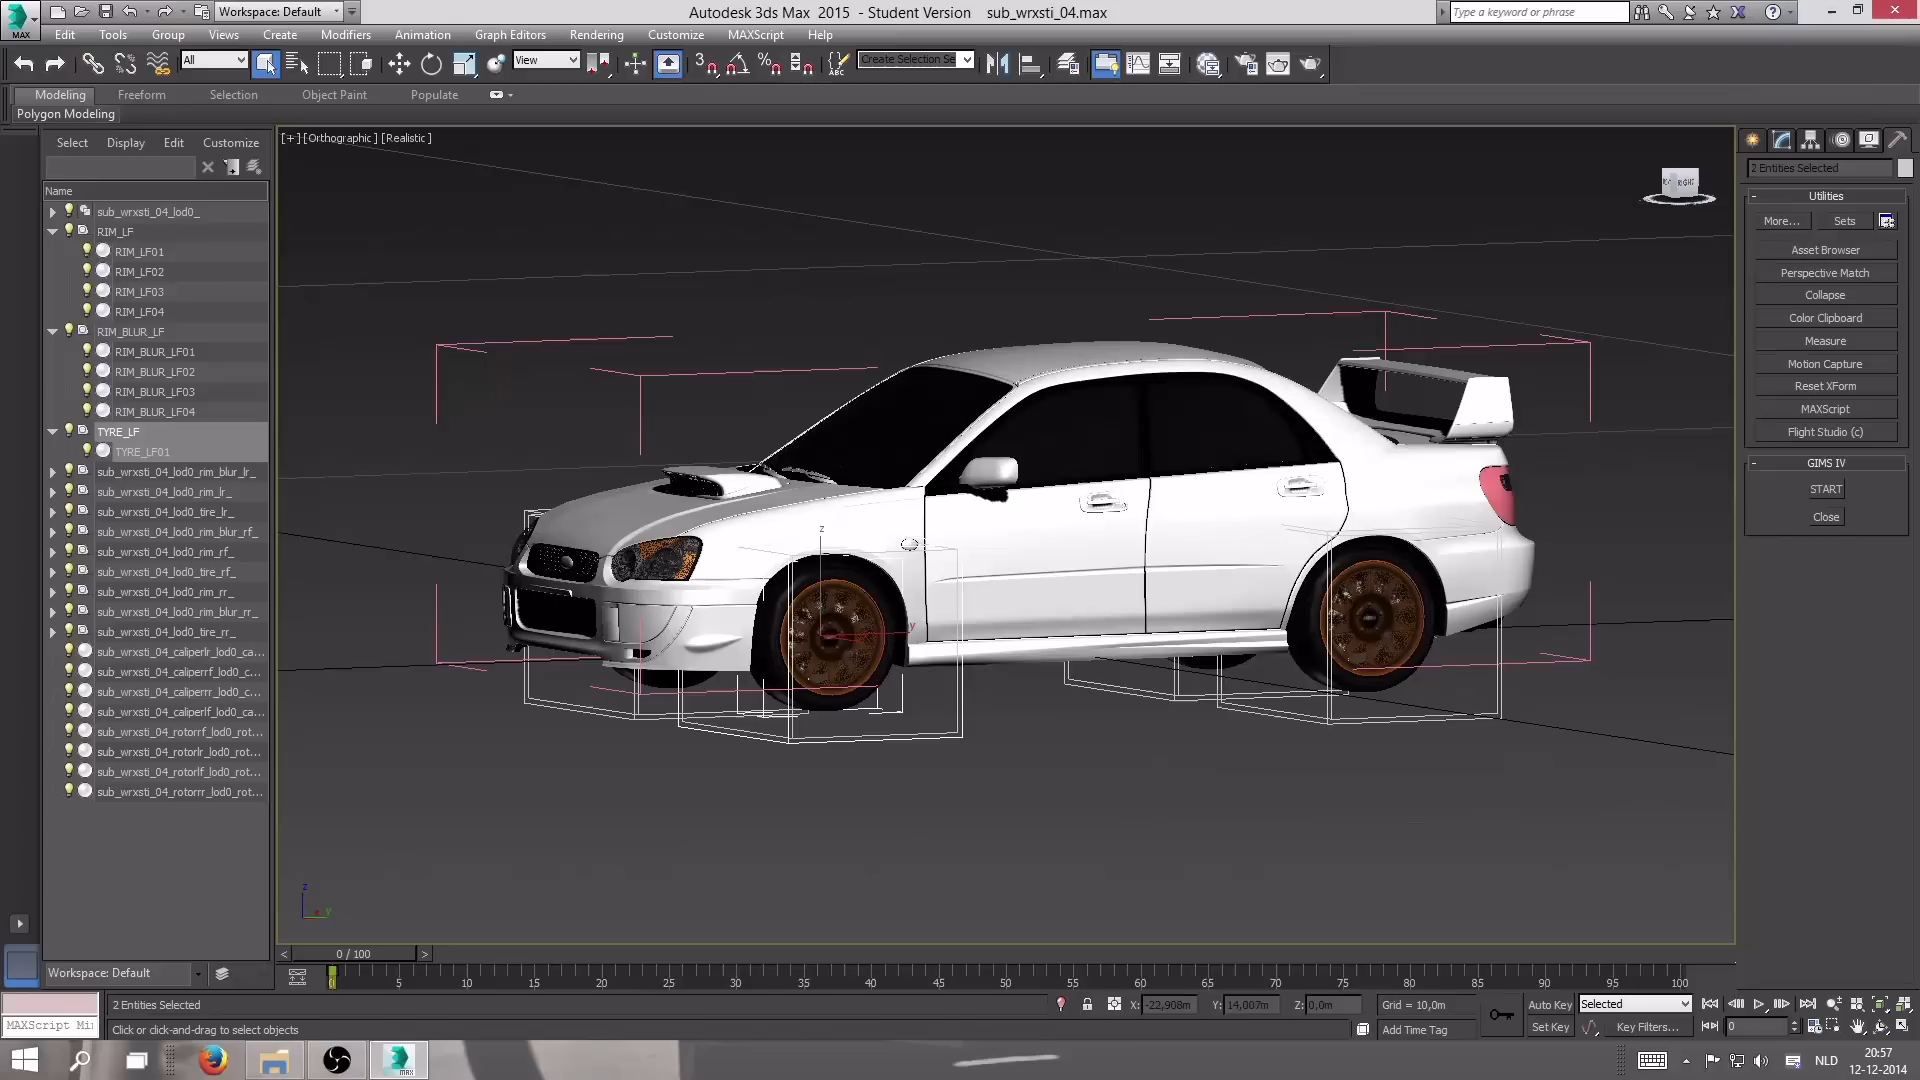 Workspace: Default
Autodesk 3ds Max 2015 - Student Version sub_wrxsti_04.max
Type a keyword or phrase
MAX
Edit Tools Group Views Create Modifiers Animation Graph Editors Rendering Customize MAXScript Help
All
View
3
%
ABC
Create Selection Se
Modeling Freeform Selection Object Paint Populate
Polygon Modeling
Select Display Edit Customize
[+] [Orthographic] [Realistic]
Name
sub_wrxsti_04_lod0_
RIM_LF
RIM_LF01
RIM_LF02
RIM_LF03
RIM_LF04
RIM_BLUR_LF
RIM_BLUR_LF01
RIM_BLUR_LF02
RIM_BLUR_LF03
RIM_BLUR_LF04
TYRE_LF
TYRE_LF01
sub_wrxsti_04_lod0_rim_blur_lr_
sub_wrxsti_04_lod0_rim_lr_
sub_wrxsti_04_lod0_tire_lr_
sub_wrxsti_04_lod0_rim_blur_rf_
sub_wrxsti_04_lod0_rim_rf_
sub_wrxsti_04_lod0_tire_rf_
sub_wrxsti_04_lod0_rim_rr_
sub_wrxsti_04_lod0_rim_blur_rr_
sub_wrxsti_04_lod0_tire_rr_
sub_wrxsti_04_caliperlr_lod0_ca...
sub_wrxsti_04_caliperrf_lod0_c...
sub_wrxsti_04_caliperrr_lod0_c...
sub_wrxsti_04_caliperlf_lod0_ca...
sub_wrxsti_04_rotorrf_lod0_rot...
sub_wrxsti_04_rotorlr_lod0_rot...
sub_wrxsti_04_rotorlf_lod0_rot...
sub_wrxsti_04_rotorrr_lod0_rot...
z
y
z
x y
RIGHT
2 Entities Selected
Utilities
More... Sets
Asset Browser
Perspective Match
Collapse
Color Clipboard
Measure
Motion Capture
Reset XForm
MAXScript
Flight Studio (c)
GIMS IV
START
Close
< 0 / 100 >
Workspace: Default
0 5 10 15 20 25 30 35 40 45 50 55 60 65 70 75 80 85 90 95 100
2 Entities Selected
X: -22,908m Y: 14,007m Z: 0,0m Grid = 10,0m
Auto Key Selected
MAXScript Mi
Click or click-and-drag to select objects
Add Time Tag
Set Key Key Filters... 0
MAX
NLD
20:57
12-12-2014